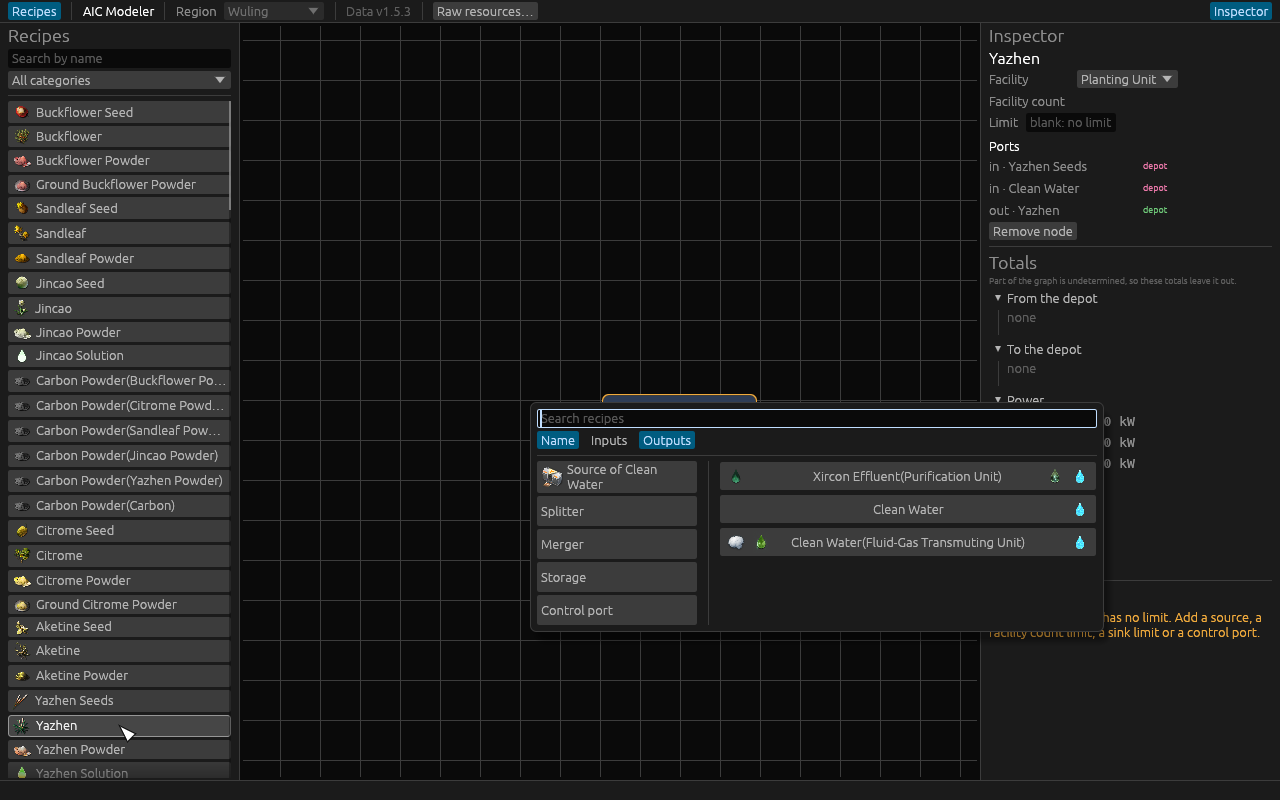 Recipes AIC Modeler Region Wuling Data v1.5.3 Raw resources… Inspector
Recipes
Search by name
All categories
Buckflower Seed
Buckflower
Buckflower Powder
Ground Buckflower Powder
Sandleaf Seed
Sandleaf
Sandleaf Powder
Jincao Seed
Jincao
Jincao Powder
Jincao Solution
Carbon Powder(Buckflower Po…
Carbon Powder(Citrome Powd…
Carbon Powder(Sandleaf Pow…
Carbon Powder(Jincao Powder)
Carbon Powder(Yazhen Powder)
Carbon Powder(Carbon)
Citrome Seed
Citrome
Citrome Powder
Ground Citrome Powder
Aketine Seed
Aketine
Aketine Powder
Yazhen Seeds
Yazhen
Yazhen Powder
Yazhen Solution
Search recipes
Name Inputs Outputs
Source of Clean
Water
Splitter
Merger
Storage
Control port
Xircon Effluent(Purification Unit)
Clean Water
Clean Water(Fluid-Gas Transmuting Unit)
Inspector
Yazhen
Facility Planting Unit
Facility count
Limit blank: no limit
Ports
in · Yazhen Seeds depot
in · Clean Water depot
out · Yazhen depot
Remove node
Totals
Part of the graph is undetermined, so these totals leave it out.
From the depot
none
To the depot
none
Power
0 kW
0 kW
0 kW
has no limit. Add a source, a
facility count limit, a sink limit or a control port.